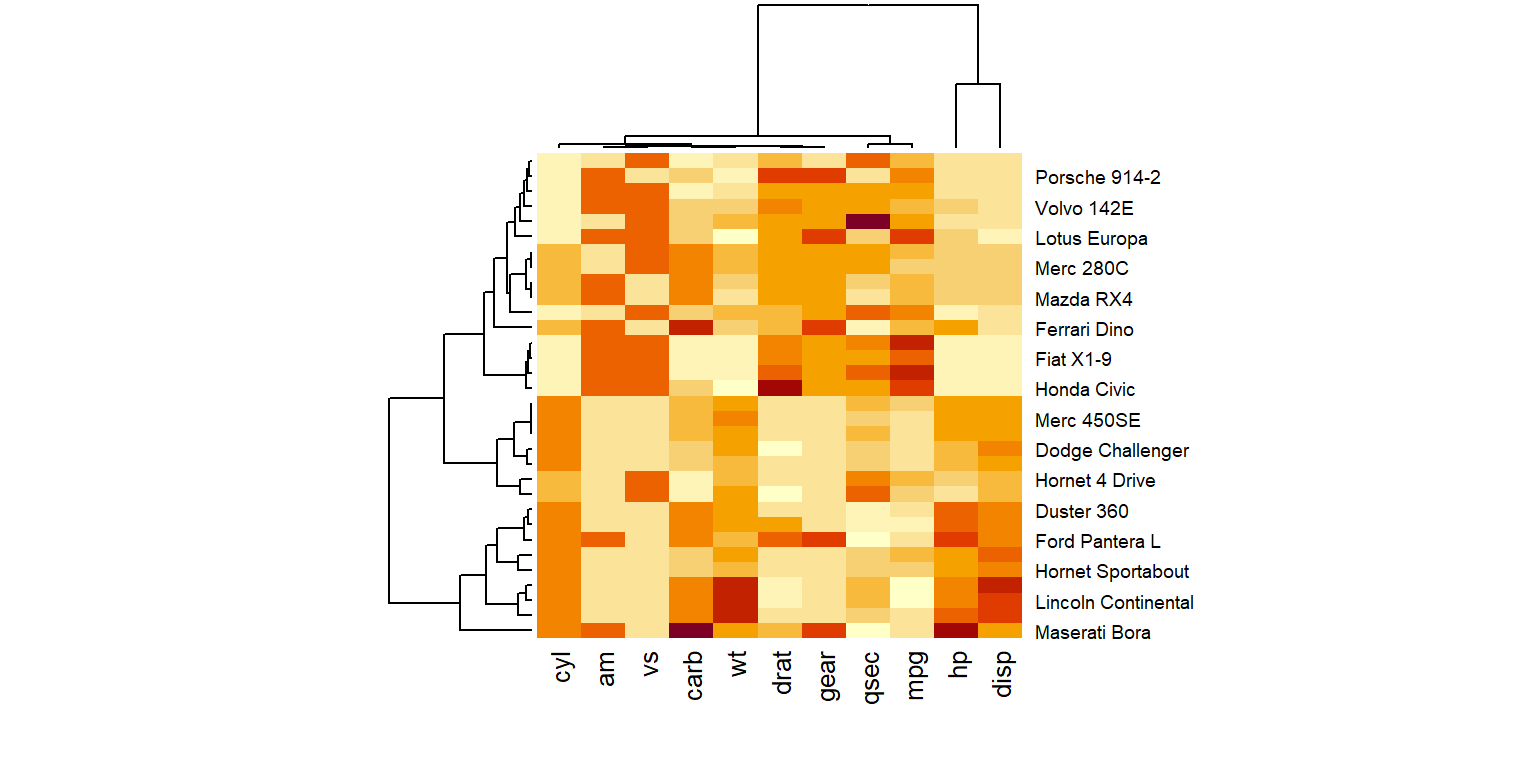 Porsche 914-2
Volvo 142E
Lotus Europa
Merc 280C
Mazda RX4
Ferrari Dino
Fiat X1-9
Honda Civic
Merc 450SE
Dodge Challenger
Hornet 4 Drive
Duster 360
Ford Pantera L
Hornet Sportabout
Lincoln Continental
Maserati Bora
cyl
am
vs
carb
wt
drat
gear
qsec
mpg
hp
disp